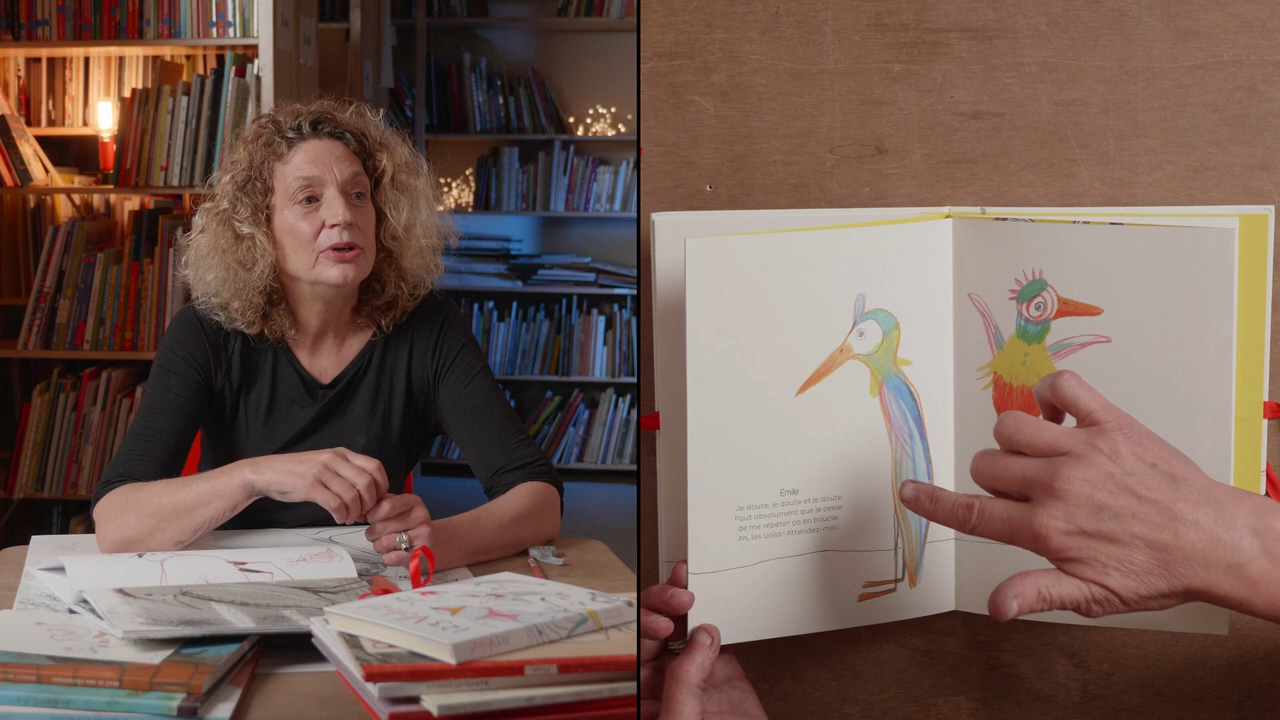 Émile
Je doute, je doute et je doute.
Faut absolument que je cesse
de me répéter ça en boucle.
Ah, les voilà ! Attendez-moi!